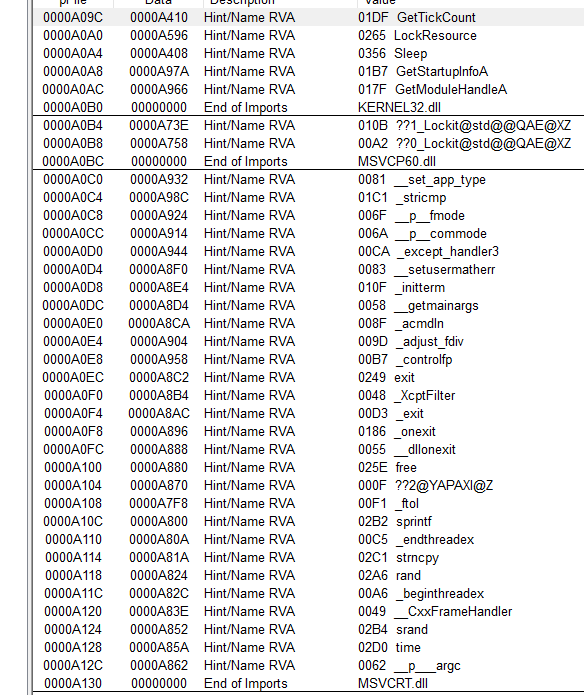 pFile Data Description Value
0000A09C 0000A410 Hint/Name RVA 01DF GetTickCount
0000A0A0 0000A596 Hint/Name RVA 0265 LockResource
0000A0A4 0000A408 Hint/Name RVA 0356 Sleep
0000A0A8 0000A97A Hint/Name RVA 01B7 GetStartupInfoA
0000A0AC 0000A966 Hint/Name RVA 017F GetModuleHandleA
0000A0B0 00000000 End of Imports KERNEL32.dll
0000A0B4 0000A73E Hint/Name RVA 010B ??1_Lockit@std@@QAE@XZ
0000A0B8 0000A758 Hint/Name RVA 00A2 ??0_Lockit@std@@QAE@XZ
0000A0BC 00000000 End of Imports MSVCP60.dll
0000A0C0 0000A932 Hint/Name RVA 0081 __set_app_type
0000A0C4 0000A98C Hint/Name RVA 01C1 _stricmp
0000A0C8 0000A924 Hint/Name RVA 006F __p__fmode
0000A0CC 0000A914 Hint/Name RVA 006A __p__commode
0000A0D0 0000A944 Hint/Name RVA 00CA _except_handler3
0000A0D4 0000A8F0 Hint/Name RVA 0083 __setusermatherr
0000A0D8 0000A8E4 Hint/Name RVA 010F _initterm
0000A0DC 0000A8D4 Hint/Name RVA 0058 __getmainargs
0000A0E0 0000A8CA Hint/Name RVA 008F _acmdln
0000A0E4 0000A904 Hint/Name RVA 009D _adjust_fdiv
0000A0E8 0000A958 Hint/Name RVA 00B7 _controlfp
0000A0EC 0000A8C2 Hint/Name RVA 0249 exit
0000A0F0 0000A8B4 Hint/Name RVA 0048 _XcptFilter
0000A0F4 0000A8AC Hint/Name RVA 00D3 _exit
0000A0F8 0000A896 Hint/Name RVA 0186 _onexit
0000A0FC 0000A888 Hint/Name RVA 0055 __dllonexit
0000A100 0000A880 Hint/Name RVA 025E free
0000A104 0000A870 Hint/Name RVA 000F ??2@YAPAXI@Z
0000A108 0000A7F8 Hint/Name RVA 00F1 _ftol
0000A10C 0000A800 Hint/Name RVA 02B2 sprintf
0000A110 0000A80A Hint/Name RVA 00C5 _endthreadex
0000A114 0000A81A Hint/Name RVA 02C1 strncpy
0000A118 0000A824 Hint/Name RVA 02A6 rand
0000A11C 0000A82C Hint/Name RVA 00A6 _beginthreadex
0000A120 0000A83E Hint/Name RVA 0049 __CxxFrameHandler
0000A124 0000A852 Hint/Name RVA 02B4 srand
0000A128 0000A85A Hint/Name RVA 02D0 time
0000A12C 0000A862 Hint/Name RVA 0062 __p___argc
0000A130 00000000 End of Imports MSVCRT.dll